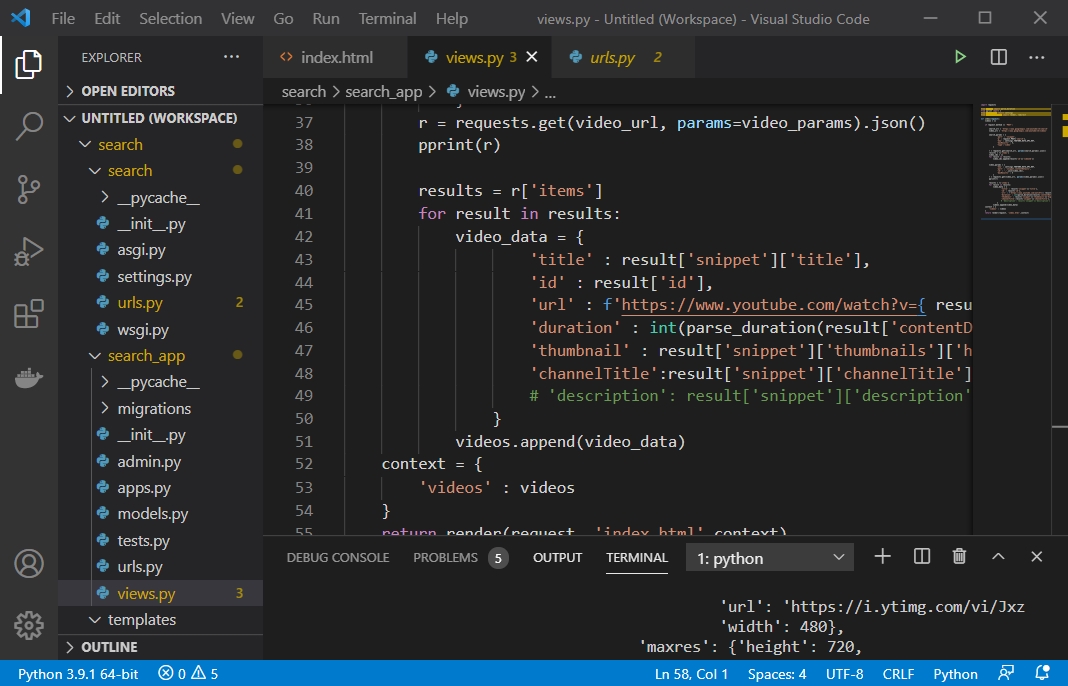 File Edit Selection View Go Run Terminal Help views.py - Untitled (Workspace) - Visual Studio Code
EXPLORER ...
index.html views.py 3 urls.py 2 ...
OPEN EDITORS
search > search_app > views.py > ...
UNTITLED (WORKSPACE)
search
search
__pycache__
__init__.py
asgi.py
settings.py
urls.py 2
wsgi.py
search_app
__pycache__
migrations
__init__.py
admin.py
apps.py
models.py
tests.py
urls.py
views.py 3
templates
OUTLINE
37 r = requests.get(video_url, params=video_params).json()
38 pprint(r)
39
40 results = r['items']
41 for result in results:
42 video_data = {
43 'title' : result['snippet']['title'],
44 'id' : result['id'],
45 'url' : f'https://www.youtube.com/watch?v={ resu
46 'duration' : int(parse_duration(result['contentD
47 'thumbnail' : result['snippet']['thumbnails']['h
48 'channelTitle':result['snippet']['channelTitle']
49 # 'description': result['snippet']['description'
50 }
51 videos.append(video_data)
52 context = {
53 'videos' : videos
54 }
55 return render(request, 'index.html',context)
DEBUG CONSOLE PROBLEMS 5 OUTPUT TERMINAL 1: python
'url': 'https://i.ytimg.com/vi/Jxz
'width': 480},
'maxres': {'height': 720,
Python 3.9.1 64-bit 0 5 Ln 58, Col 1 Spaces: 4 UTF-8 CRLF Python